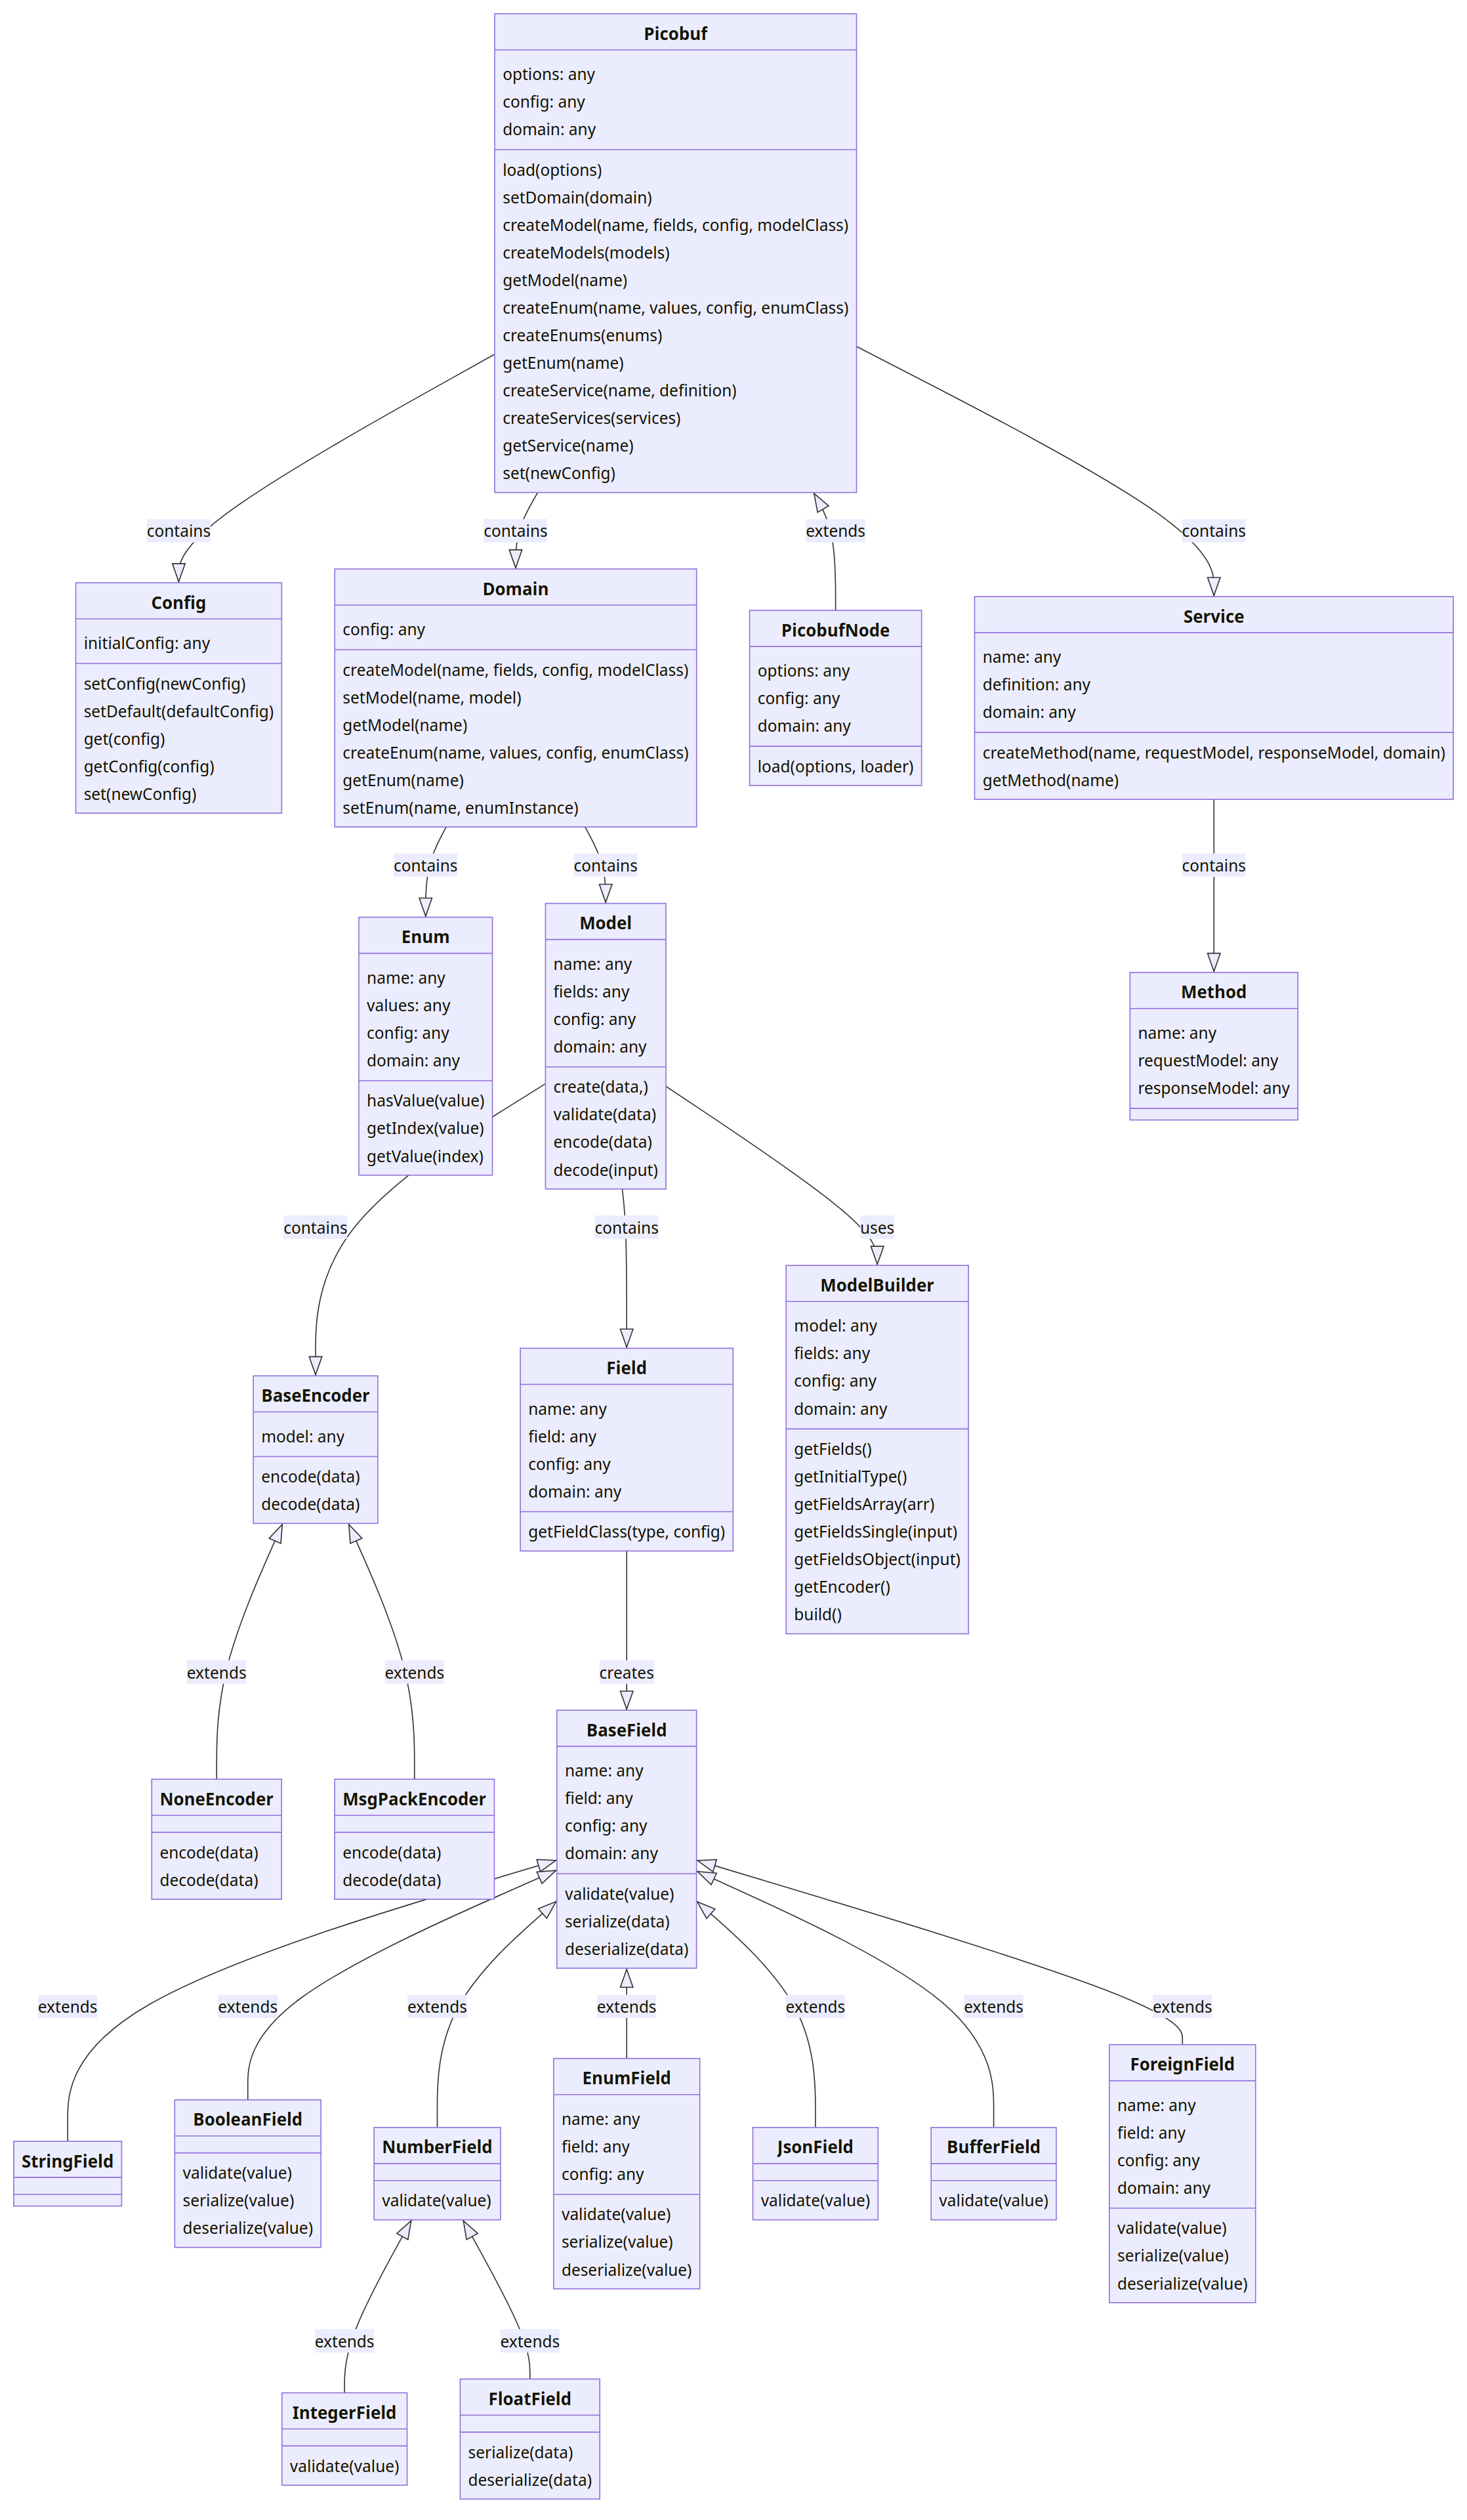 Picobuf
options: any
config: any
domain: any
load(options)
setDomain(domain)
createModel(name, fields, config, modelClass)
createModels(models)
getModel(name)
createEnum(name, values, config, enumClass)
createEnums(enums)
getEnum(name)
createService(name, definition)
createServices(services)
getService(name)
set(newConfig)
contains
contains
extends
contains
Config
initialConfig: any
setConfig(newConfig)
setDefault(defaultConfig)
get(config)
getConfig(config)
set(newConfig)
Domain
config: any
createModel(name, fields, config, modelClass)
setModel(name, model)
getModel(name)
createEnum(name, values, config, enumClass)
getEnum(name)
setEnum(name, enumInstance)
PicobufNode
options: any
config: any
domain: any
load(options, loader)
Service
name: any
definition: any
domain: any
createMethod(name, requestModel, responseModel, domain)
getMethod(name)
contains
contains
contains
Enum
name: any
values: any
config: any
domain: any
hasValue(value)
getIndex(value)
getValue(index)
Model
name: any
fields: any
config: any
domain: any
create(data,)
validate(data)
encode(data)
decode(input)
Method
name: any
requestModel: any
responseModel: any
contains
contains
uses
BaseEncoder
model: any
encode(data)
decode(data)
Field
name: any
field: any
config: any
domain: any
getFieldClass(type, config)
ModelBuilder
model: any
fields: any
config: any
domain: any
getFields()
getInitialType()
getFieldsArray(arr)
getFieldsSingle(input)
getFieldsObject(input)
getEncoder()
build()
extends
extends
creates
NoneEncoder
encode(data)
decode(data)
MsgPackEncoder
encode(data)
decode(data)
BaseField
name: any
field: any
config: any
domain: any
validate(value)
serialize(data)
deserialize(data)
extends
extends
extends
extends
extends
extends
extends
StringField
BooleanField
validate(value)
serialize(value)
deserialize(value)
NumberField
validate(value)
EnumField
name: any
field: any
config: any
validate(value)
serialize(value)
deserialize(value)
JsonField
validate(value)
BufferField
validate(value)
ForeignField
name: any
field: any
config: any
domain: any
validate(value)
serialize(value)
deserialize(value)
extends
extends
IntegerField
validate(value)
FloatField
serialize(data)
deserialize(data)